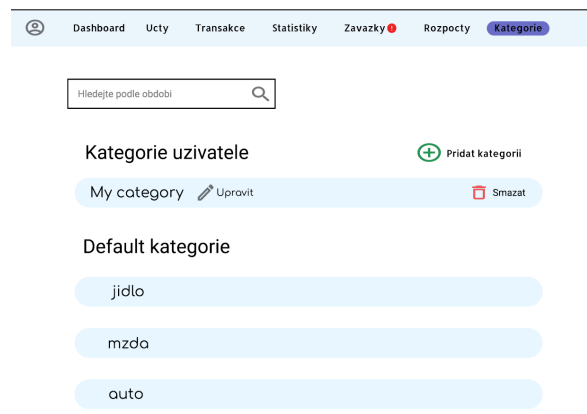 Dashboard Ucty Transakce Statistiky Zavazky! Rozpocty Kategorie
Hledejte podle obdobi
Kategorie uzivatele Pridat kategorii
My category Upravit Smazat
Default kategorie
jidlo
mzda
auto